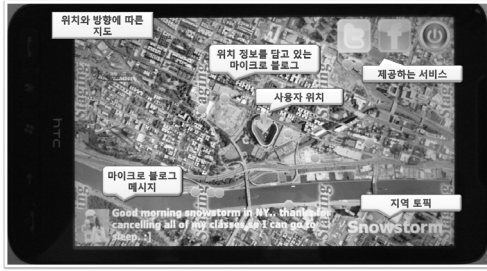 위치와 방향에 따른
지도
위치 정보를 담고 있는
마이크로 블로그
제공하는 서비스
사용자 위치
hTC
마이크로 블로그
메시지
지역 토픽
Good morning snowstorm in NY.. thanks for
cancelling all of my classes so I can go to
sleep. :]
Snowstorm